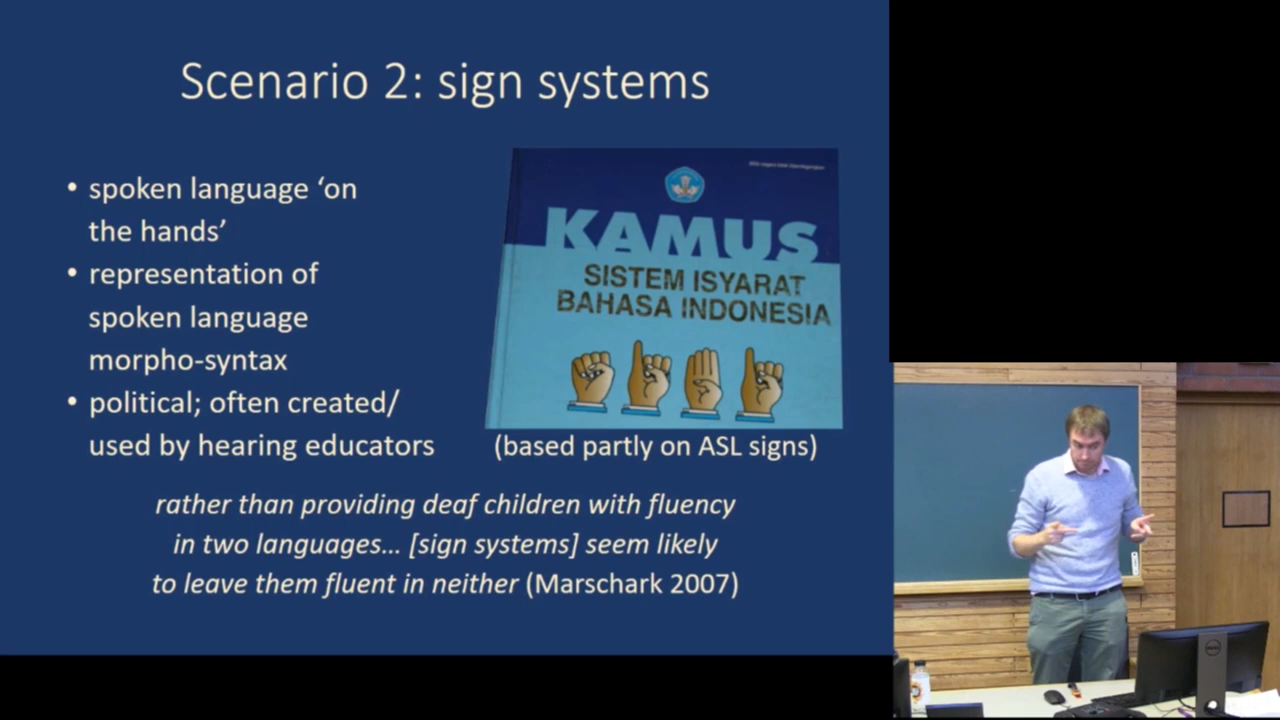 Scenario 2: sign systems
• spoken language ‘on
the hands’
• representation of
spoken language
morpho-syntax
• political; often created/
used by hearing educators
KAMUS
SISTEM ISYARAT
BAHASA INDONESIA
(based partly on ASL signs)
rather than providing deaf children with fluency
in two languages… [sign systems] seem likely
to leave them fluent in neither (Marschark 2007)
DELL